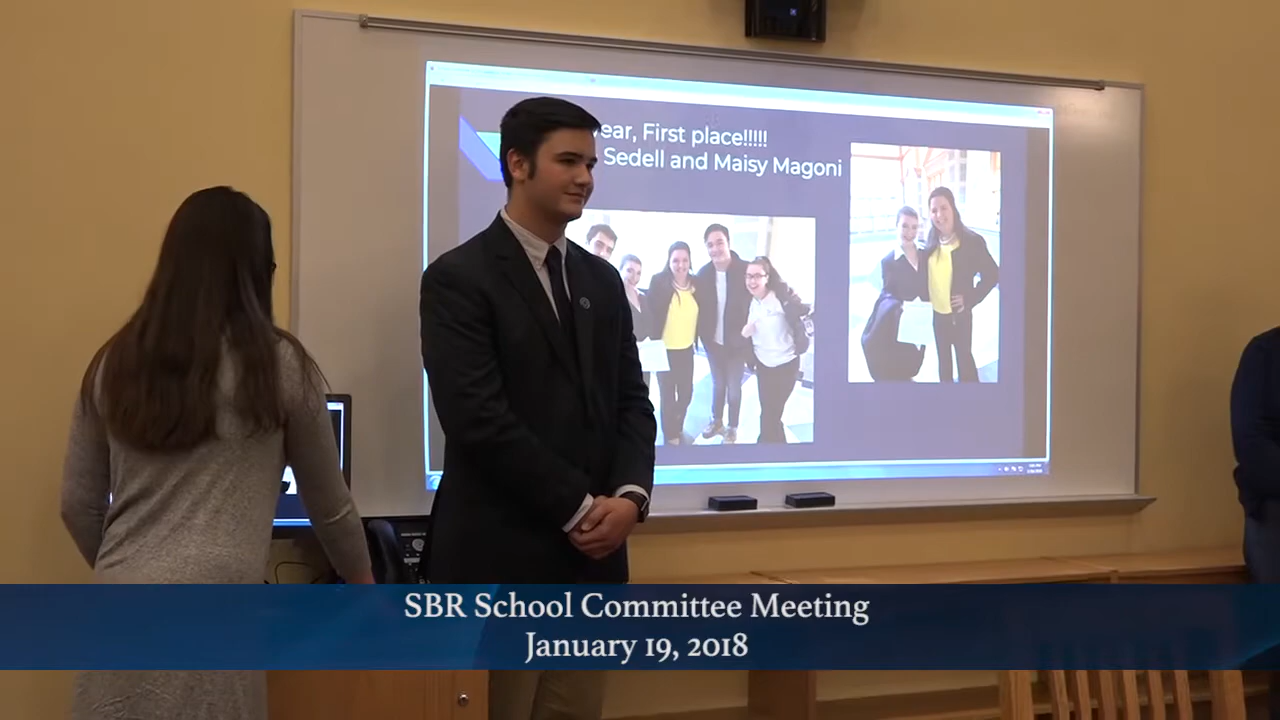 ear, First place!!!!!
Sedell and Maisy Magoni
SBR School Committee Meeting
January 19, 2018